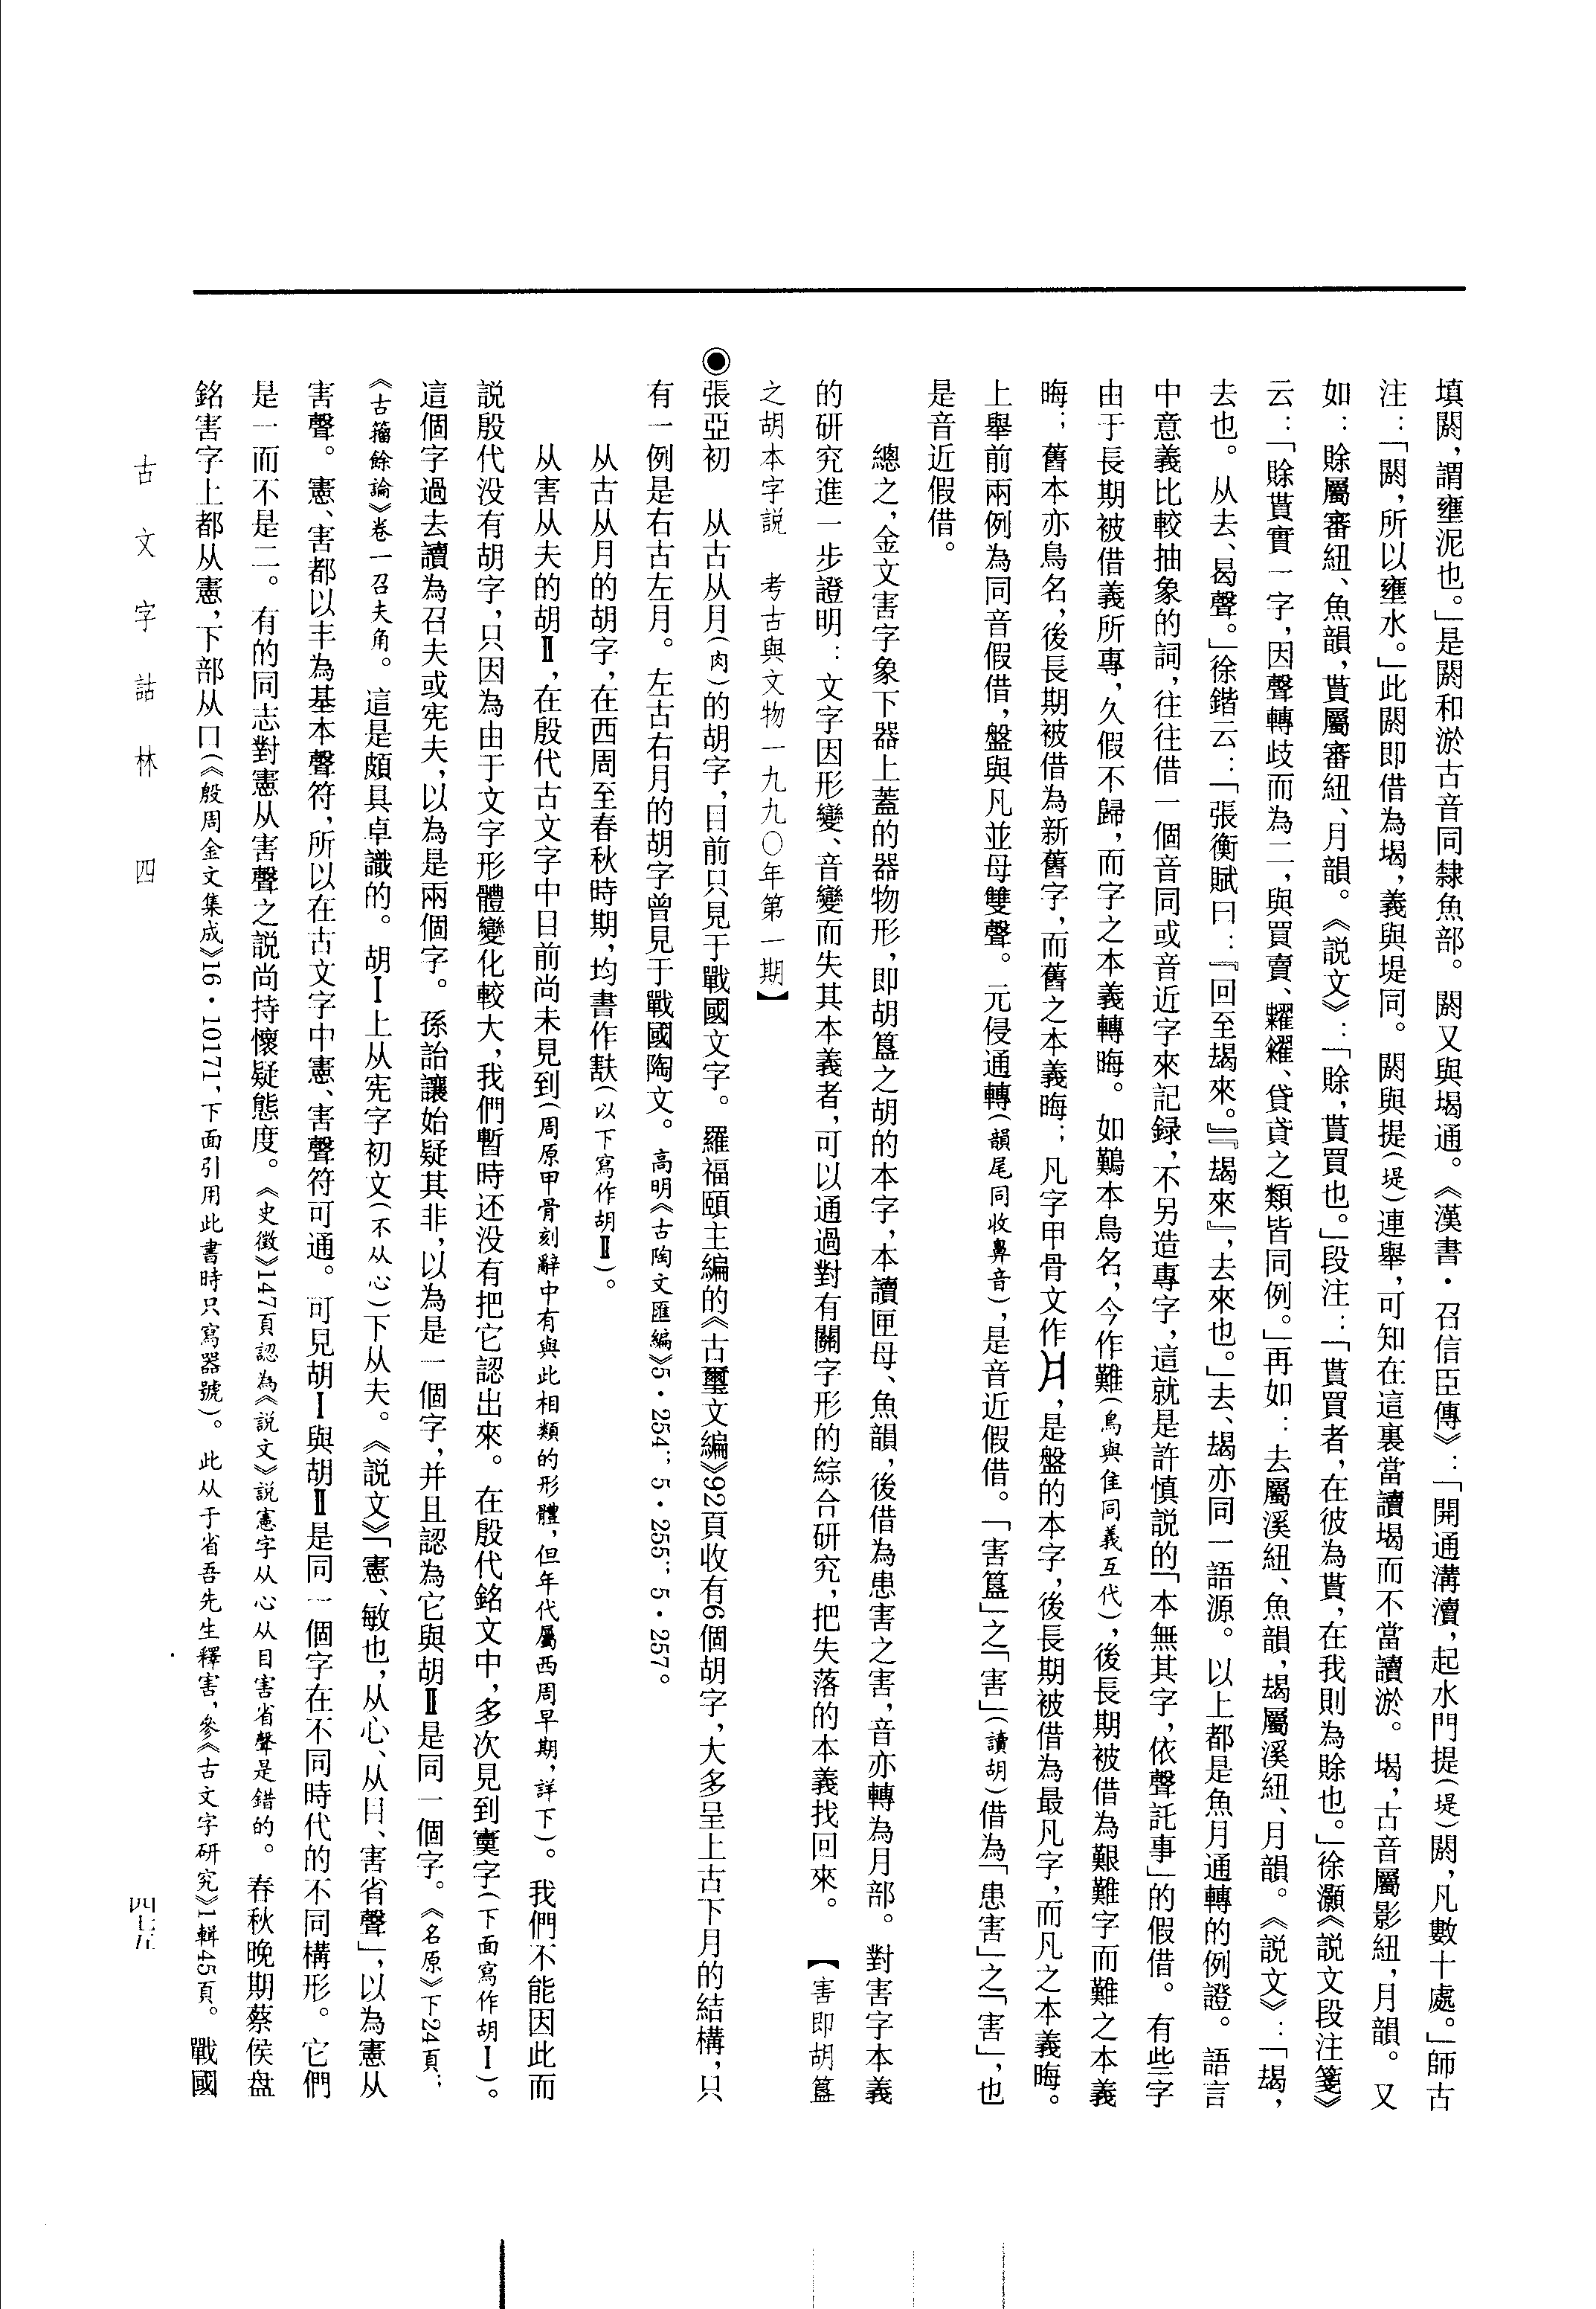 填閼，謂壅泥也。」是閼和淤古音同隸魚部。閼又與堨通。《漢書·召信臣傳》：「開通溝瀆，起水門提(堤)閼，凡數十處。」師古
注：「閼，所以壅水。」此閼即借為堨，義與堤同。閼與提(堤)連舉，可知在這裏當讀堨而不當讀淤。堨，古音屬影紐，月韻。又
如：賒屬審紐、魚韻，貰屬審紐、月韻。《説文》：「賒，貰買也。」段注：「貰買者，在彼為貰，在我則為賒也。」徐灝《説文段注箋》
云：「賒貰實一字，因聲轉歧而為二，與買賣、糶糴、貸貣之類皆同例。」再如：去屬溪紐、魚韻，朅屬溪紐、月韻。《説文》：「朅，
去也。从去、曷聲。」徐鍇云：「張衡賦曰：『回至朅來。』『朅來』，去來也。」去、朅亦同一語源。以上都是魚月通轉的例證。語言
中意義比較抽象的詞，往往借一個音同或音近字來記録，不另造專字，這就是許慎説的「本無其字，依聲託事」的假借。有些字
由于長期被借義所專，久假不歸，而字之本義轉晦。如鷬本鳥名，今作難(鳥與隹同義互代)，後長期被借為艱難字而難之本義
晦；舊本亦鳥名，後長期被借為新舊字，而舊之本義晦；凡字甲骨文作，是盤的本字，後長期被借為最凡字，而凡之本義晦。
上舉前兩例為同音假借，盤與凡並母雙聲。元侵通轉(韻尾同收鼻音)，是音近假借。「害簋」之「害」(讀胡)借為「患害」之「害」，也
是音近假借。
總之，金文害字象下器上蓋的器物形，即胡簋之胡的本字，本讀匣母、魚韻，後借為患害之害，音亦轉為月部。對害字本義
的研究進一步證明：文字因形變、音變而失其本義者，可以通過對有關字形的綜合研究，把失落的本義找回來。【害即胡簋
之胡本字説　考古與文物一九九〇年第一期】
◉張亞初　从古从月(肉)的胡字，目前只見于戰國文字。羅福頤主編的《古璽文編》92頁收有6個胡字，大多呈上古下月的結構，只
有一例是右古左月。左古右月的胡字曾見于戰國陶文。高明《古陶文匯編》5·254；5·255；5·257。
从古从月的胡字，在西周至春秋時期，均書作㝬(以下寫作胡Ⅱ)。
从害从夫的胡Ⅱ，在殷代古文字中目前尚未見到(周原甲骨刻辭中有與此相類的形體，但年代屬西周早期，詳下)。我們不能因此而
説殷代没有胡字，只因為由于文字形體變化較大，我們暫時还没有把它認出來。在殷代銘文中，多次見到字(下面寫作胡Ⅰ)。
這個字過去讀為召夫或宪夫，以為是兩個字。孫詒讓始疑其非，以為是一個字，并且認為它與胡Ⅱ是同一個字。《名原》下24頁；
《古籀餘論》卷一召夫角。這是頗具卓識的。胡Ⅰ上从宪字初文(不从心)下从夫。《説文》「憲、敏也，从心、从目、害省聲」，以為憲从
害聲。憲、害都以丰為基本聲符，所以在古文字中憲、害聲符可通。可見胡Ⅰ與胡Ⅱ是同一個字在不同時代的不同構形。它們
是一而不是二。有的同志對憲从害聲之説尚持懷疑態度。《史徵》147頁認為《説文》説憲字从心从目害省聲是錯的。春秋晚期蔡侯盘
銘害字上都从憲，下部从口(《殷周金文集成》16·10171，下面引用此書時只寫器號)。此从于省吾先生釋害，參《古文字研究》1輯45頁。戰國
古文字詁林　四
四七五